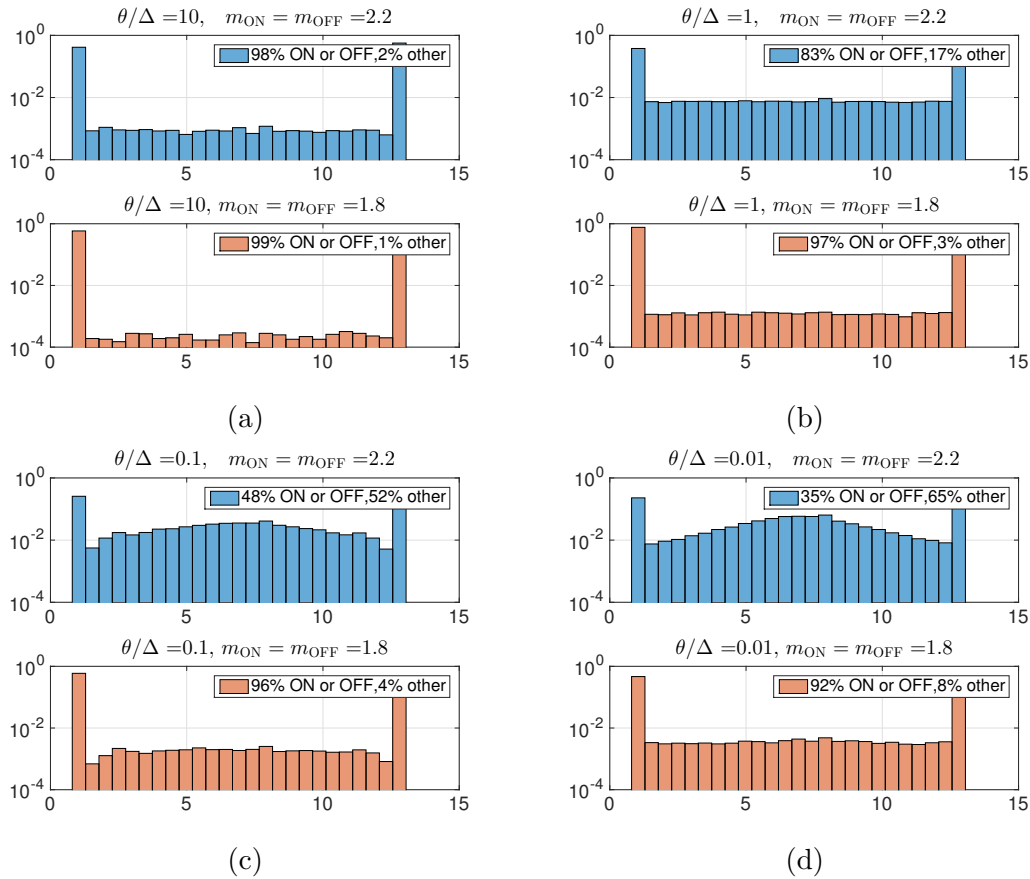 θ/Δ =10, m_ON = m_OFF =2.2
98% ON or OFF,2% other
10^0
10^-2
10^-4
0 5 10 15
θ/Δ =10, m_ON = m_OFF =1.8
99% ON or OFF,1% other
10^0
10^-2
10^-4
0 5 10 15
(a)
θ/Δ =1, m_ON = m_OFF =2.2
83% ON or OFF,17% other
10^0
10^-2
10^-4
0 5 10 15
θ/Δ =1, m_ON = m_OFF =1.8
97% ON or OFF,3% other
10^0
10^-2
10^-4
0 5 10 15
(b)
θ/Δ =0.1, m_ON = m_OFF =2.2
48% ON or OFF,52% other
10^0
10^-2
10^-4
0 5 10 15
θ/Δ =0.1, m_ON = m_OFF =1.8
96% ON or OFF,4% other
10^0
10^-2
10^-4
0 5 10 15
(c)
θ/Δ =0.01, m_ON = m_OFF =2.2
35% ON or OFF,65% other
10^0
10^-2
10^-4
0 5 10 15
θ/Δ =0.01, m_ON = m_OFF =1.8
92% ON or OFF,8% other
10^0
10^-2
10^-4
0 5 10 15
(d)